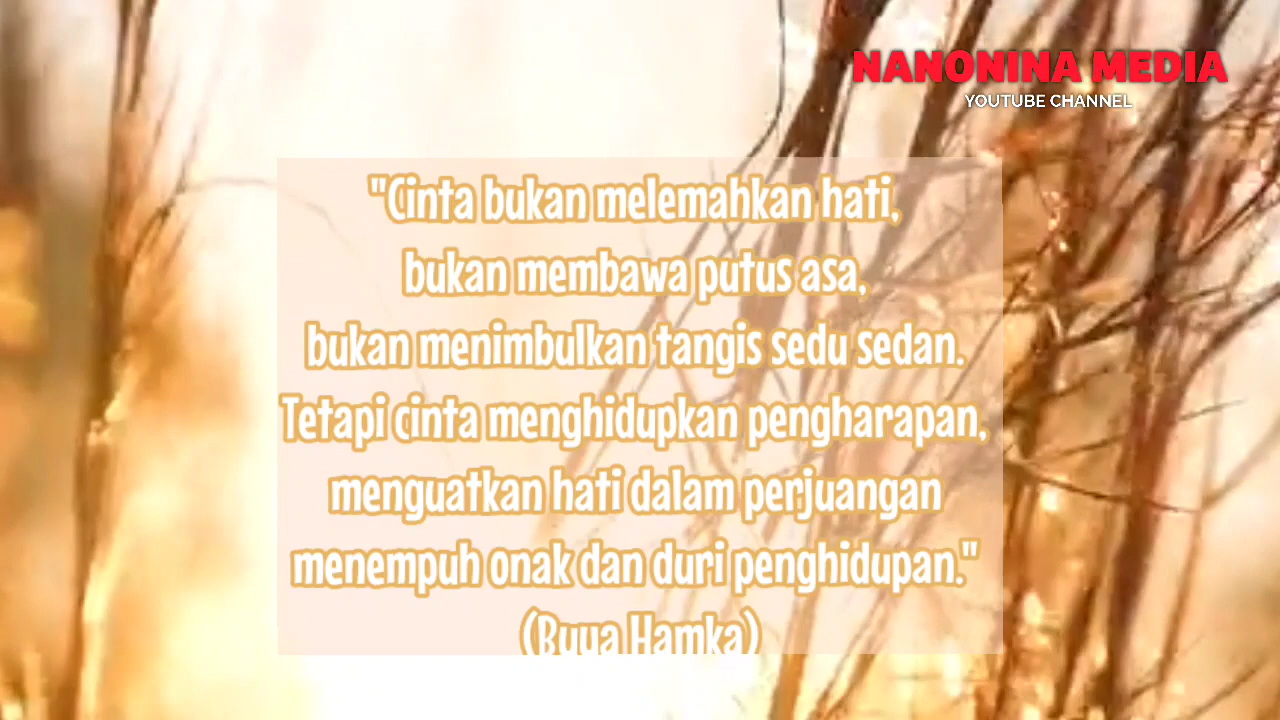 NANONINA MEDIA
YOUTUBE CHANNEL
"Cinta bukan melemahkan hati,
bukan membawa putus asa,
bukan menimbulkan tangis sedu sedan.
Tetapi cinta menghidupkan pengharapan,
menguatkan hati dalam perjuangan
menempuh onak dan duri penghidupan."
(Buya Hamka)